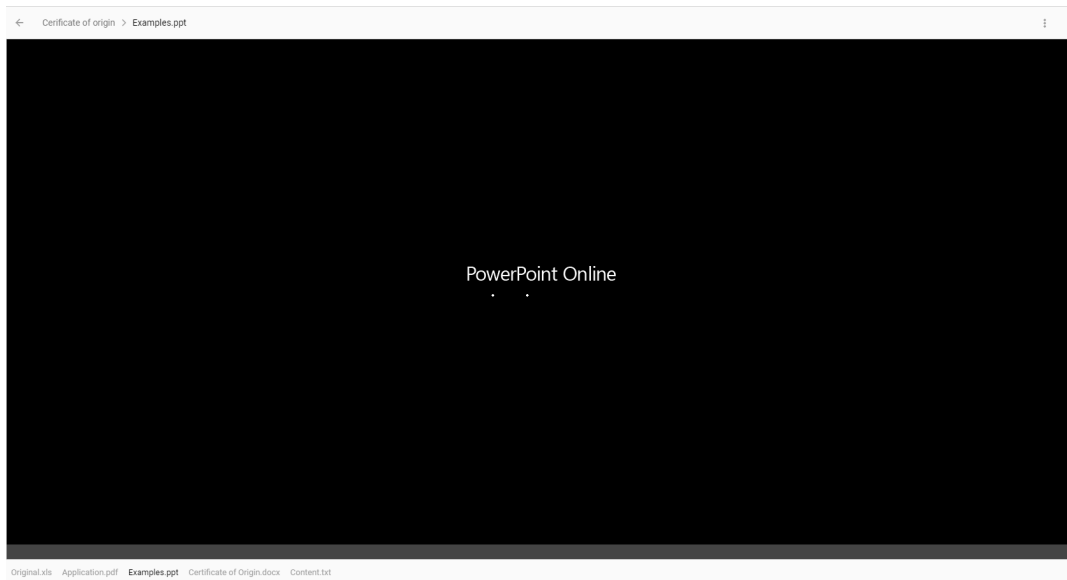 Cerificate of origin > Examples.ppt
PowerPoint Online
Original.xls Application.pdf Examples.ppt Certificate of Origin.docx Content.txt